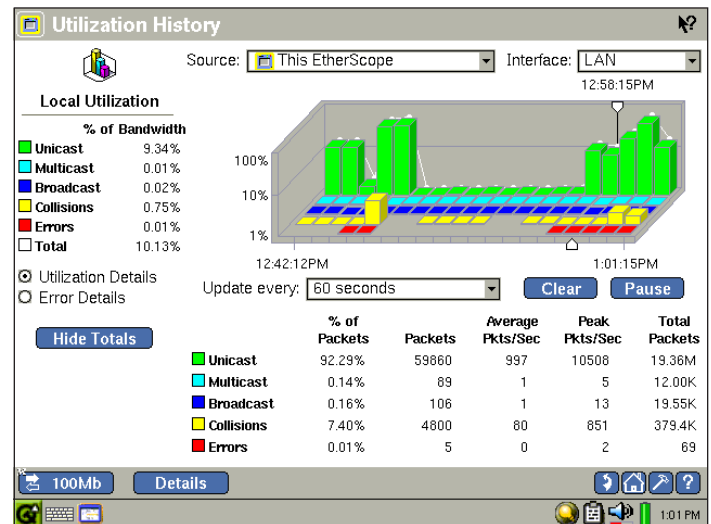 Utilization History
?
Source: This EtherScope Interface: LAN
12:58:15PM
Local Utilization
% of Bandwidth
Unicast 9.34%
Multicast 0.01%
Broadcast 0.02%
Collisions 0.75%
Errors 0.01%
Total 10.13%
100%
10%
1%
12:42:12PM 1:01:15PM
Utilization Details
Error Details
Update every: 60 seconds Clear Pause
Hide Totals
% of Packets Packets Average Pkts/Sec Peak Pkts/Sec Total Packets
Unicast 92.29% 59860 997 10508 19.36M
Multicast 0.14% 89 1 5 12.00K
Broadcast 0.16% 106 1 13 19.55K
Collisions 7.40% 4800 80 851 379.4K
Errors 0.01% 5 0 2 69
100Mb Details ?
1:01 PM